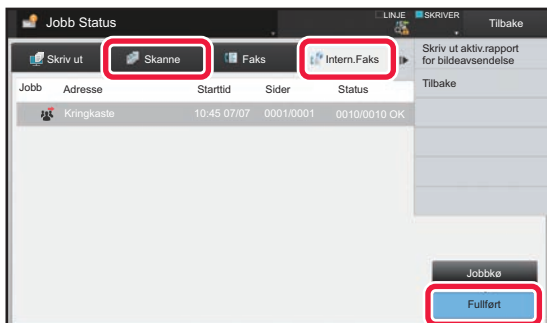 Jobb Status
LINJE
SKRIVER
Tilbake
Skriv ut
Skanne
Faks
Intern.Faks
Skriv ut aktiv.rapport
for bildeavsendelse
Jobb Adresse Starttid Sider Status
Tilbake
Kringkaste 10:45 07/07 0001/0001 0010/0010 OK
Jobbkø
Fullført